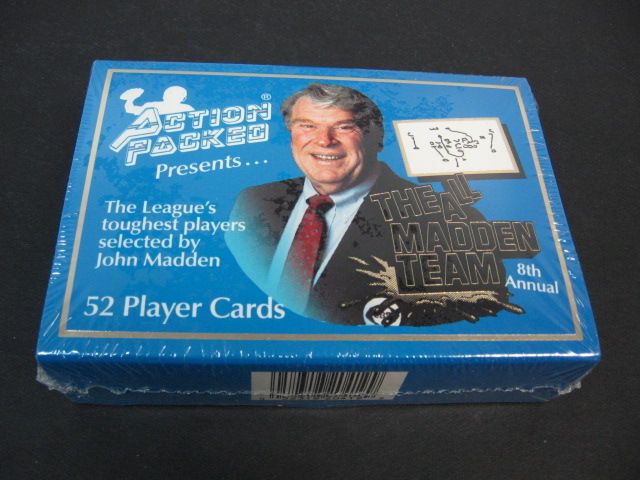 ACTION
PACKED®
Presents...
The League's
toughest players
selected by
John Madden
52 Player Cards
THE ALL
MADDEN
TEAM
8th
Annual